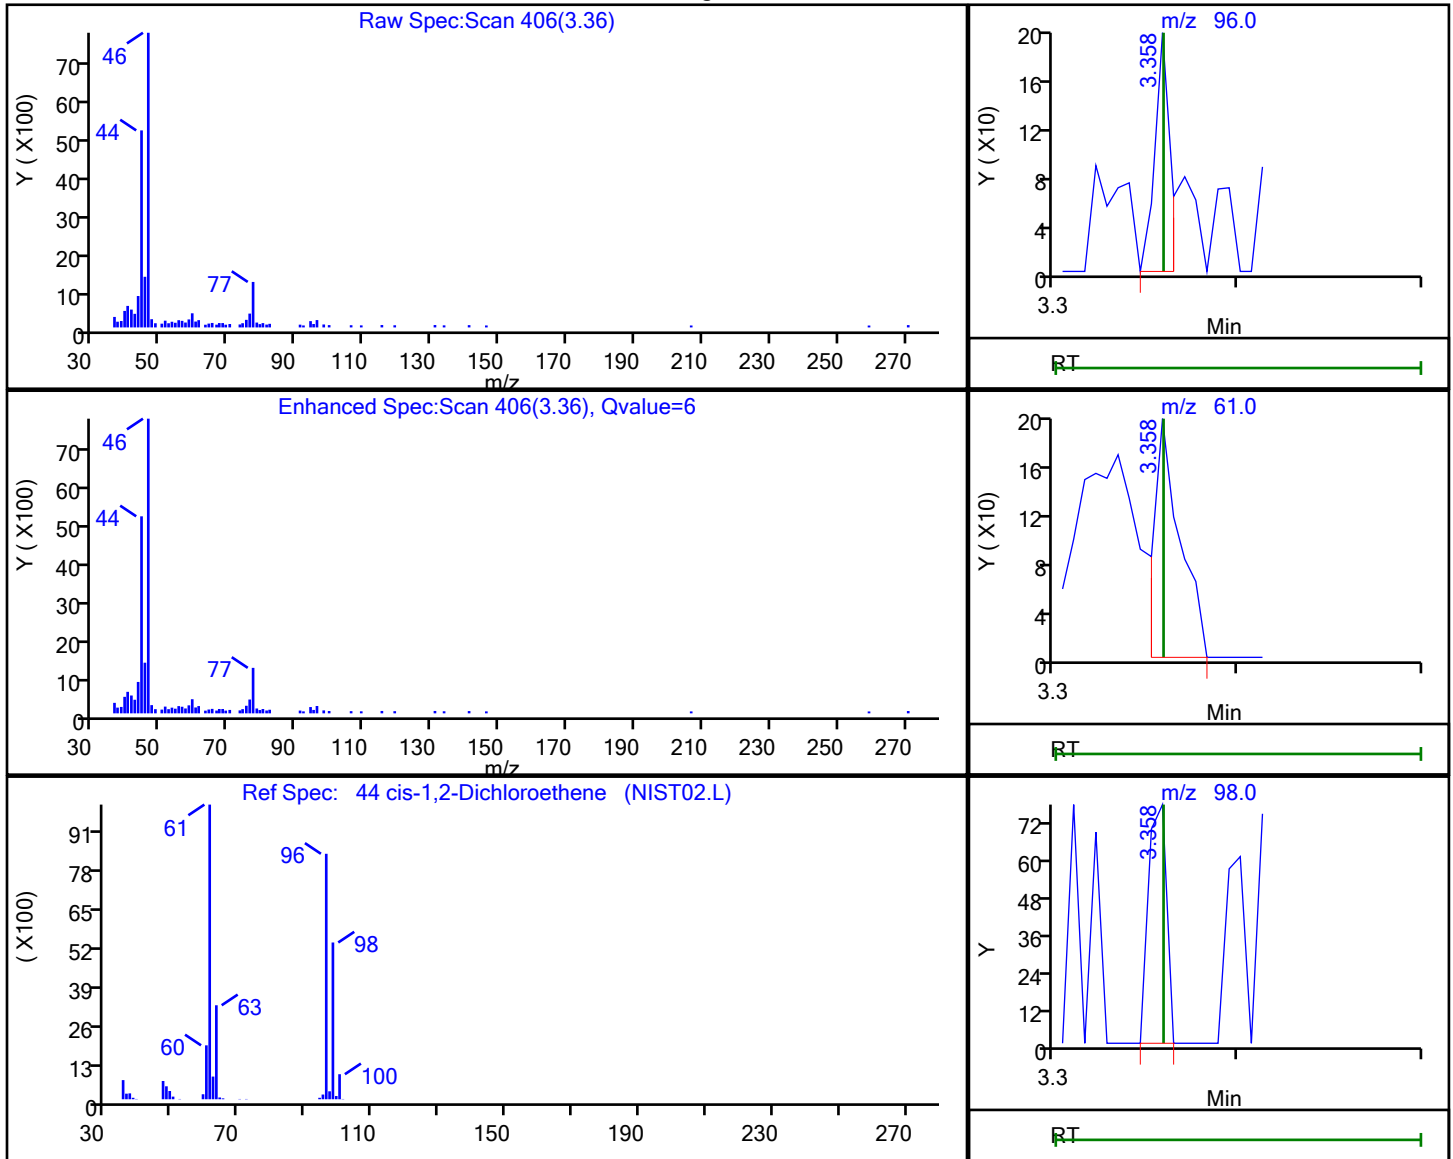 Raw Spec:Scan 406(3.36)
Y ( X100)
70
60
50
40
30
20
10
0
46
44
77
30 50 70 90 110 130 150 170 190 210 230 250 270
m/z
m/z 96.0
Y ( X10)
20
16
12
8
4
0
3.358
3.3
Min
RT
Enhanced Spec:Scan 406(3.36), Qvalue=6
Y ( X100)
70
60
50
40
30
20
10
0
46
44
77
30 50 70 90 110 130 150 170 190 210 230 250 270
m/z
m/z 61.0
Y ( X10)
20
16
12
8
4
0
3.358
3.3
Min
RT
Ref Spec: 44 cis-1,2-Dichloroethene (NIST02.L)
( X100)
91
78
65
52
39
26
13
0
61
96
98
63
60
100
30 70 110 150 190 230 270
m/z 98.0
Y
72
60
48
36
24
12
0
3.358
3.3
Min
RT